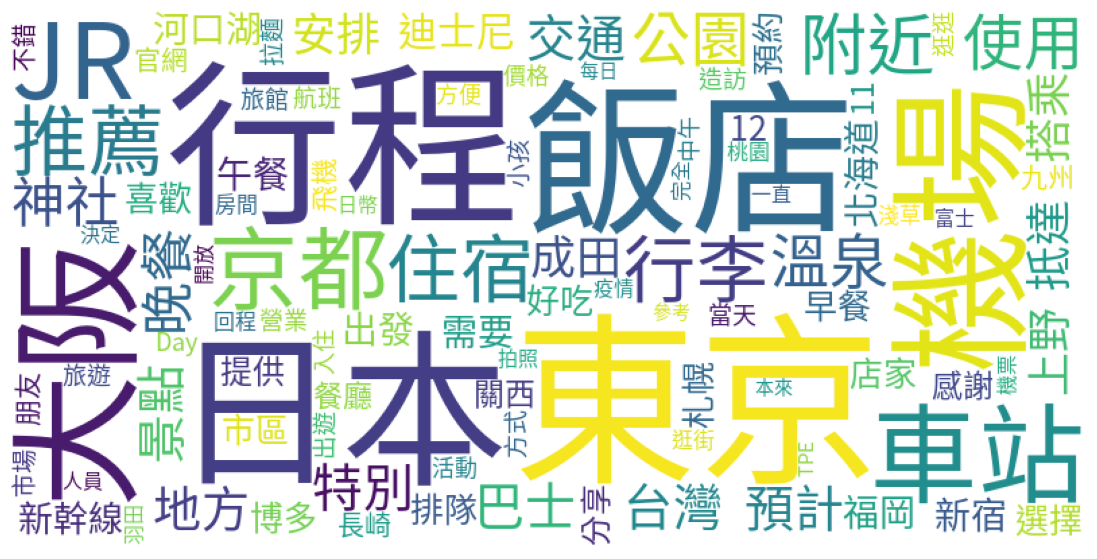 不錯
JR
河口湖
官網
拉麵
安排
迪士尼
交通
公園
預約
附近
逛逛
使用
推薦
行程
旅館
航班
每日
方便
價格
造訪
飯店
12
桃園
北海道
11
機場
搭乘
九州
神社
喜歡
午餐
房間
飛機
日幣
小孩
完全
中午
一直
淺草
富士
決定
大阪
晚餐
開放
京都
住宿
成田
行李
溫泉
抵達
好吃
疫情
當天
早餐
參考
上野
回程
營業
Day
出發
入住
需要
拍照
旅遊
朋友
景點
提供
日本
餐廳
關西
東京
札幌
本來
店家
感謝
機票
市場
人員
市區
出遊
方式
逛街
車站
特別
活動
TPE
新幹線
羽田
地方
博多
長崎
排隊
巴士
分享
台灣
預計
福岡
新宿
選擇